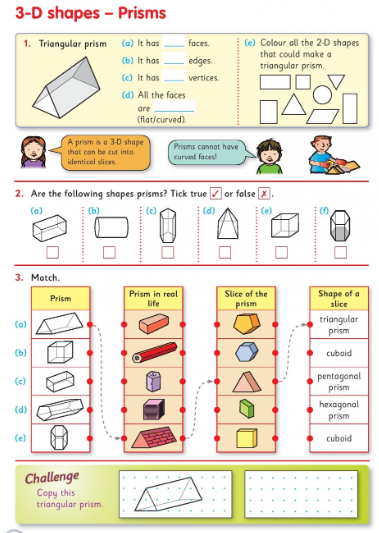 3-D shapes – Prisms
1. Triangular prism
(a) It has ____ faces.
(b) It has ____ edges.
(c) It has ____ vertices.
(d) All the faces
are ________
(flat/curved).
(e) Colour all the 2-D shapes
that could make a
triangular prism.
A prism is a 3-D shape
that can be cut into
identical slices.
Prisms cannot have
curved faces!
2. Are the following shapes prisms? Tick true ✓ or false ✗.
(a) (b) (c) (d) (e) (f)
3. Match.
Prism
Prism in real
life
Slice of the
prism
Shape of a
slice
(a)
triangular
prism
(b)
cuboid
(c)
pentagonal
prism
(d)
hexagonal
prism
(e)
cuboid
Challenge
Copy this
triangular prism.